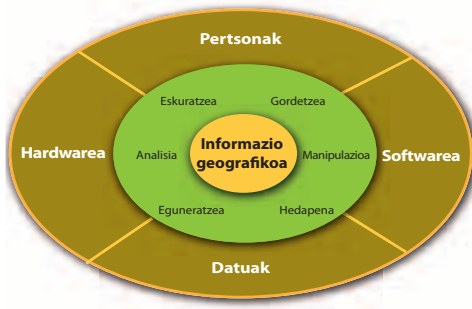 Pertsonak
Eskuratzea
Gordetzea
Hardwarea
Analisia
Informazio
geografikoa
Manipulazioa
Softwarea
Eguneratzea
Hedapena
Datuak